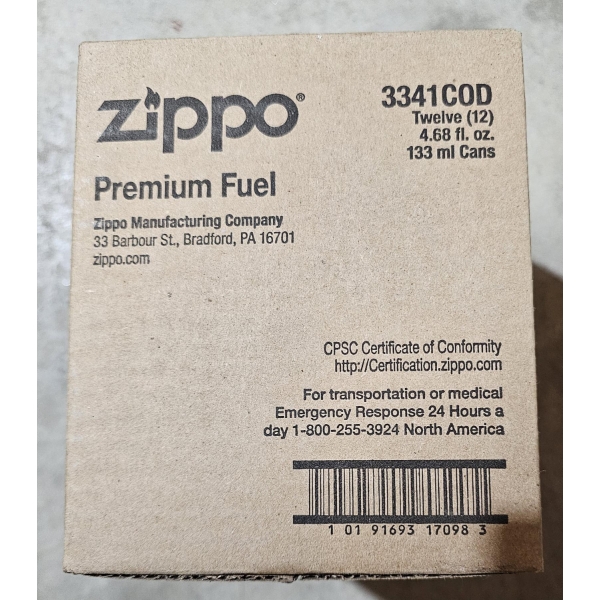 zippo®
3341COD
Twelve (12)
4.68 fl. oz.
133 ml Cans
Premium Fuel
Zippo Manufacturing Company
33 Barbour St., Bradford, PA 16701
zippo.com
CPSC Certificate of Conformity
http://Certification.zippo.com
For transportation or medical
Emergency Response 24 Hours a
day 1-800-255-3924 North America
1 01 91693 17098 3